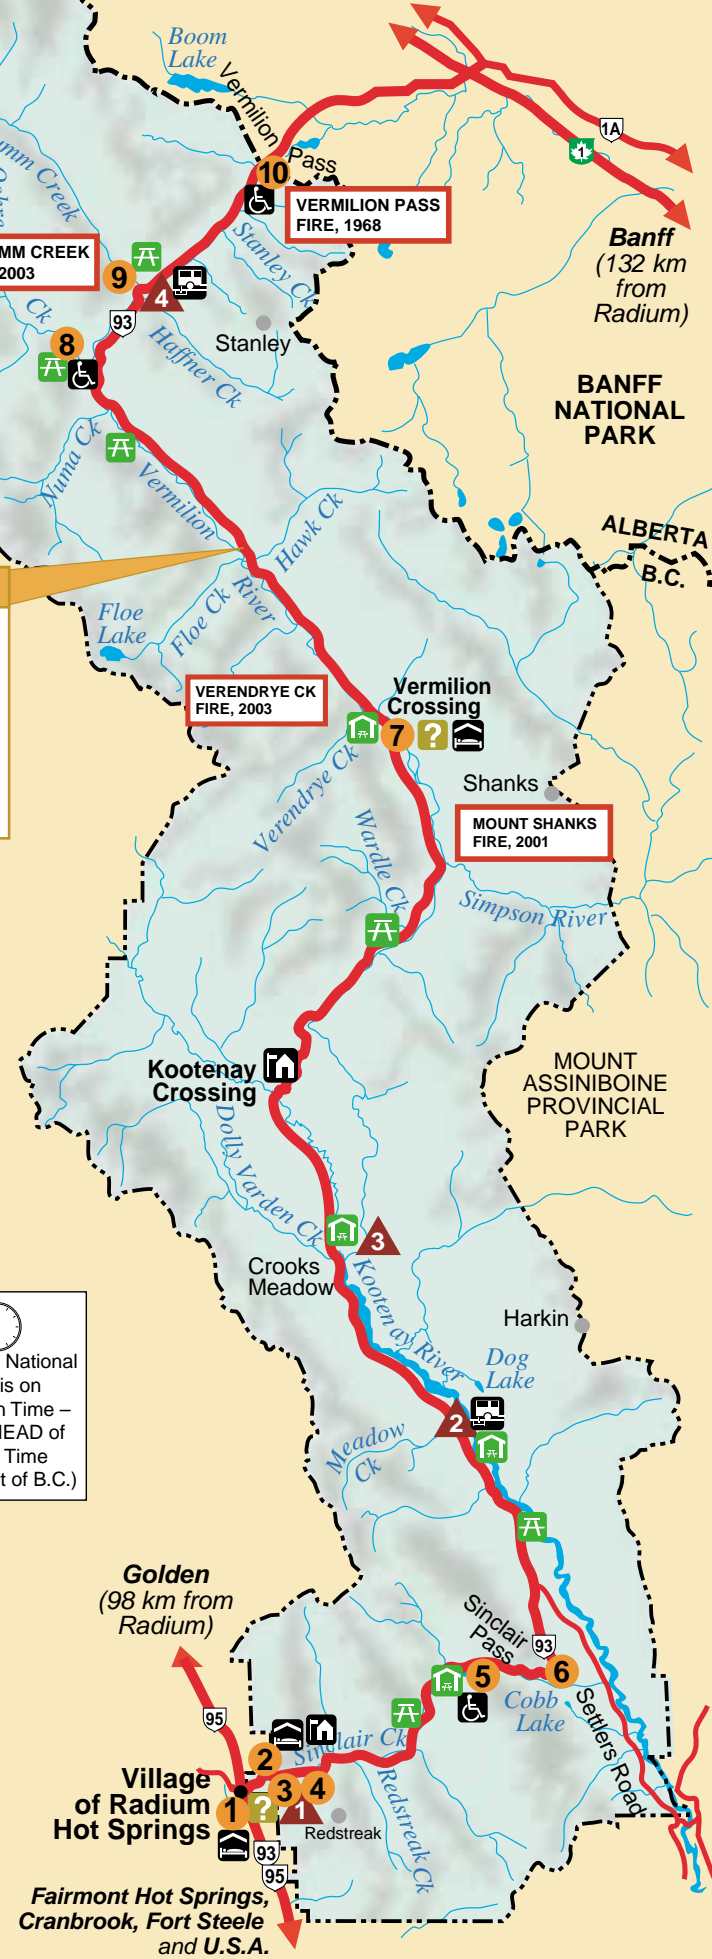 Boom
Lake
Vermilion Pass
1A
1
10
VERMILION PASS
FIRE, 1968
Banff
(132 km
from
Radium)
umm Creek
MM CREEK
2003
9
4
Stanley Ck
93
Ck
8
Stanley
Haffner Ck
BANFF
NATIONAL
PARK
Numa Ck
Vermilion
River
Hawk Ck
ALBERTA
B.C.
Floe
Lake
Floe Ck
VERENDRYE CK
FIRE, 2003
Vermilion
Crossing
7
?
Verendrye Ck
Shanks
Wardle Ck
MOUNT SHANKS
FIRE, 2001
Simpson River
Kootenay
Crossing
MOUNT
ASSINIBOINE
PROVINCIAL
PARK
Dolly Varden Ck
3
Crooks
Meadow
Kootenay River
Harkin
Dog
Lake
National
is on
n Time –
HEAD of
Time
t of B.C.)
2
Meadow
Ck
Golden
(98 km from
Radium)
Sinclair
Pass
93
5
6
Cobb
Lake
Settlers Road
95
2
Sinclair Ck
Village
of Radium
Hot Springs
1
?
3
4
1
Redstreak
Redstreak Ck
93
95
Fairmont Hot Springs,
Cranbrook, Fort Steele
and U.S.A.